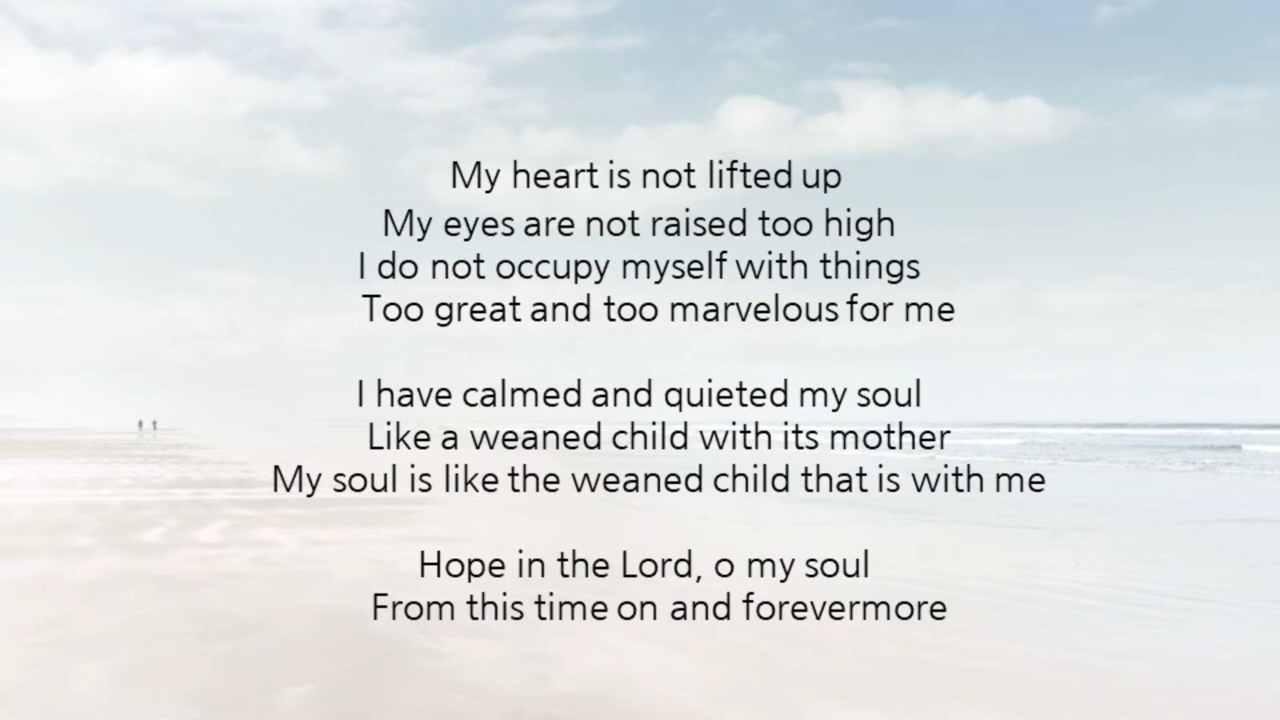 My heart is not lifted up
My eyes are not raised too high
I do not occupy myself with things
Too great and too marvelous for me
I have calmed and quieted my soul
Like a weaned child with its mother
My soul is like the weaned child that is with me
Hope in the Lord, o my soul
From this time on and forevermore